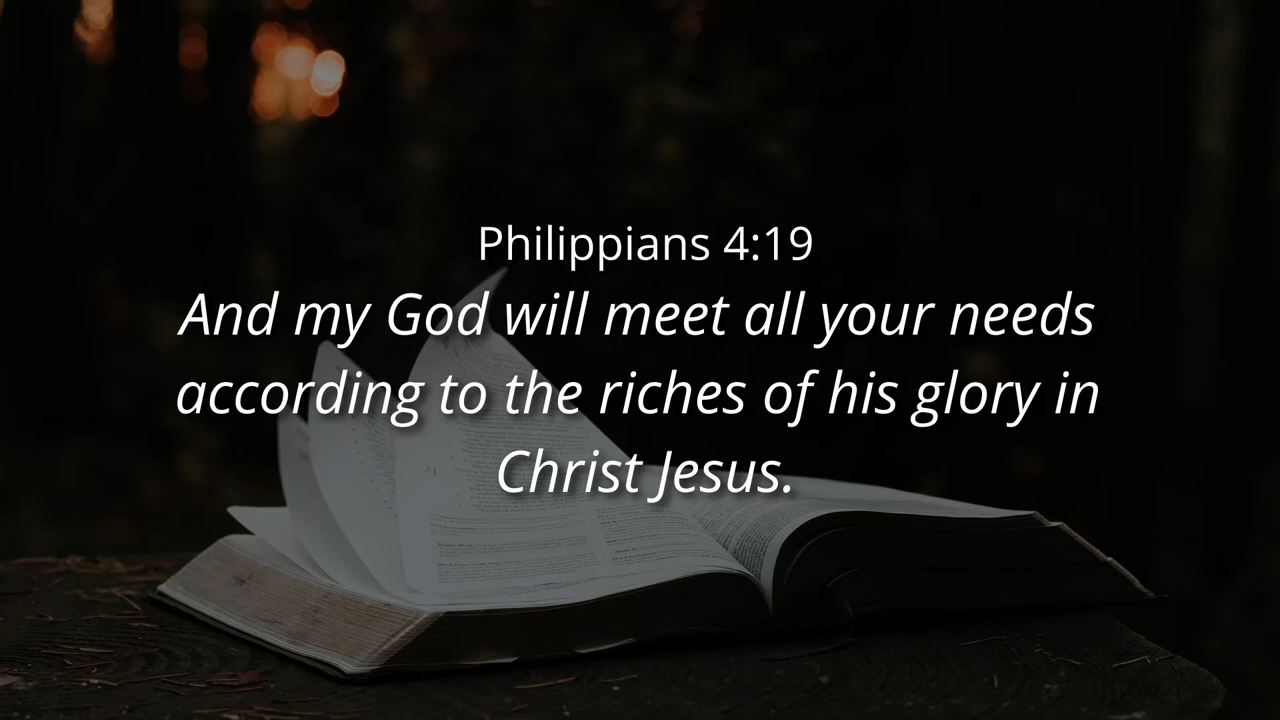 Philippians 4:19
And my God will meet all your needs
according to the riches of his glory in
Christ Jesus.